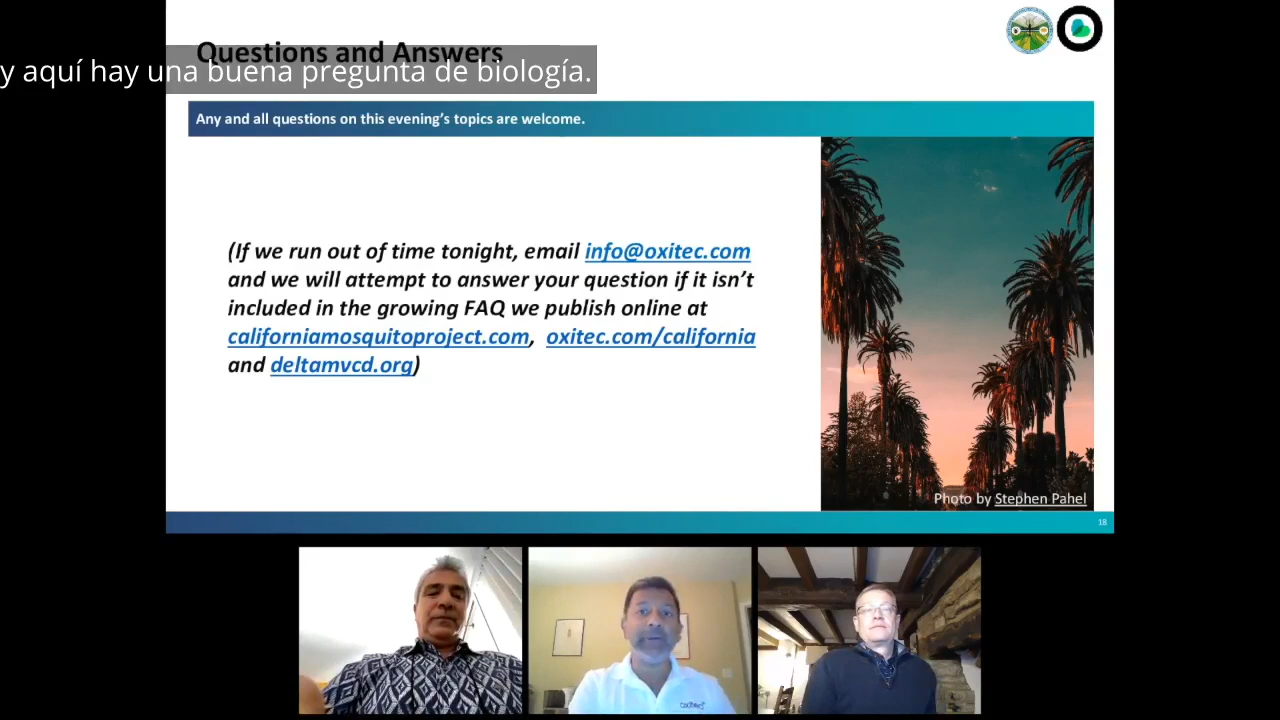 Questions and Answers
y aquí hay una buena pregunta de biología.
Any and all questions on this evening's topics are welcome.
(If we run out of time tonight, email info@oxitec.com
and we will attempt to answer your question if it isn't
included in the growing FAQ we publish online at
californiamosquitoproject.com, oxitec.com/california
and deltamvcd.org)
Photo by Stephen Pahel
18
oxitec